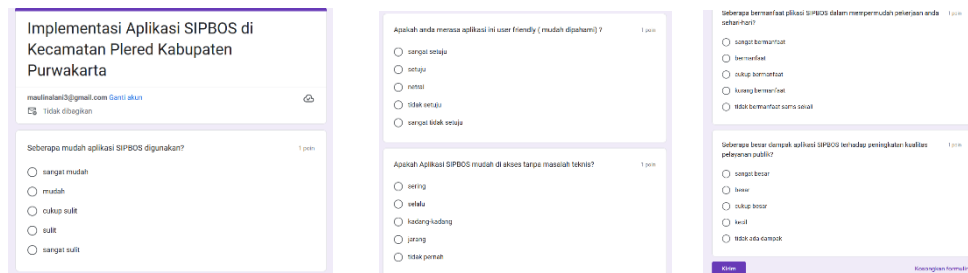 Implementasi Aplikasi SIPBOS di
Kecamatan Plered Kabupaten
Purwakarta
maulinalani3@gmail.com Ganti akun
Tidak dibagikan
Seberapa mudah aplikasi SIPBOS digunakan? 1 poin
sangat mudah
mudah
cukup sulit
sulit
sangat sulit
Apakah anda merasa aplikasi ini user friendly ( mudah dipahami) ? 1 poin
sangat setuju
setuju
netral
tidak setuju
sangat tidak setuju
Apakah Aplikasi SIPBOS mudah di akses tanpa masalah teknis? 1 poin
sering
selalu
kadang-kadang
jarang
tidak pernah
Seberapa bermanfaat plikasi SIPBOS dalam mempermudah pekerjaan anda 1 poin
sehari-hari?
sangat bermanfaat
bermanfaat
cukup bermanfaat
kurang bermanfaat
tidak bermanfaat sama sekali
Seberapa besar dampak aplikasi SIPBOS terhadap peningkatan kualitas 1 poin
pelayanan publik?
sangat besar
besar
cukup besar
kecil
tidak ada dampak
Kirim Kosongkan formulir